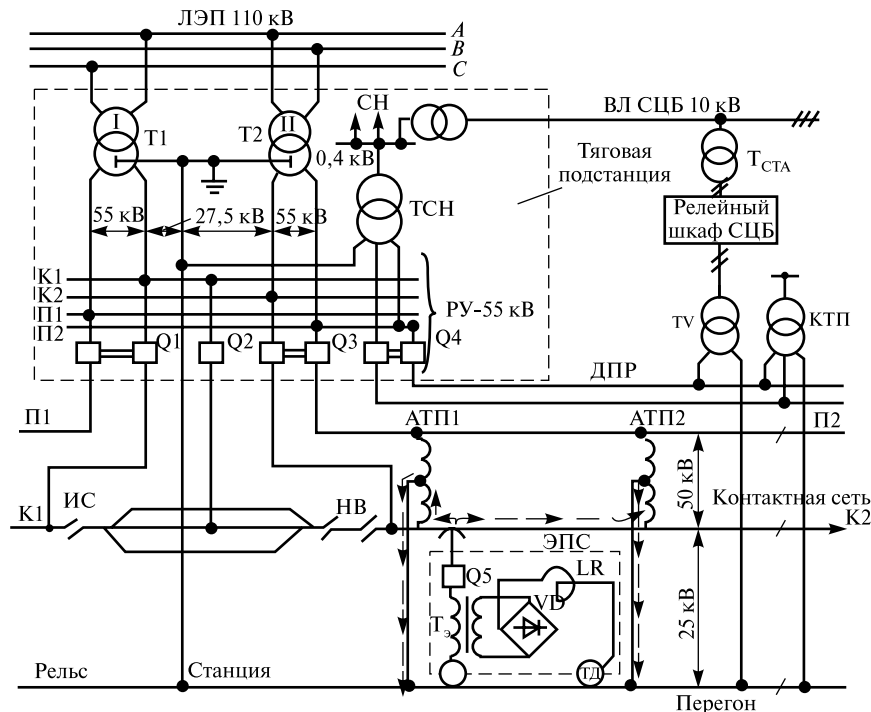 ЛЭП 110 кВ
A
B
C
СН
ВЛ СЦБ 10 кВ
I
T1
T2
II
0,4 кВ
Тяговая
подстанция
ТСТА
ТСН
Релейный
шкаф СЦБ
55 кВ
27,5 кВ
55 кВ
К1
К2
П1
П2
РУ-55 кВ
Q1
Q2
Q3
Q4
TV
КТП
ДПР
П1
АТП1
АТП2
П2
50 кВ
К1
ИС
НВ
Контактная сеть
К2
ЭПС
Q5
LR
VD
Тэ
25 кВ
ТД
Рельс
Станция
Перегон